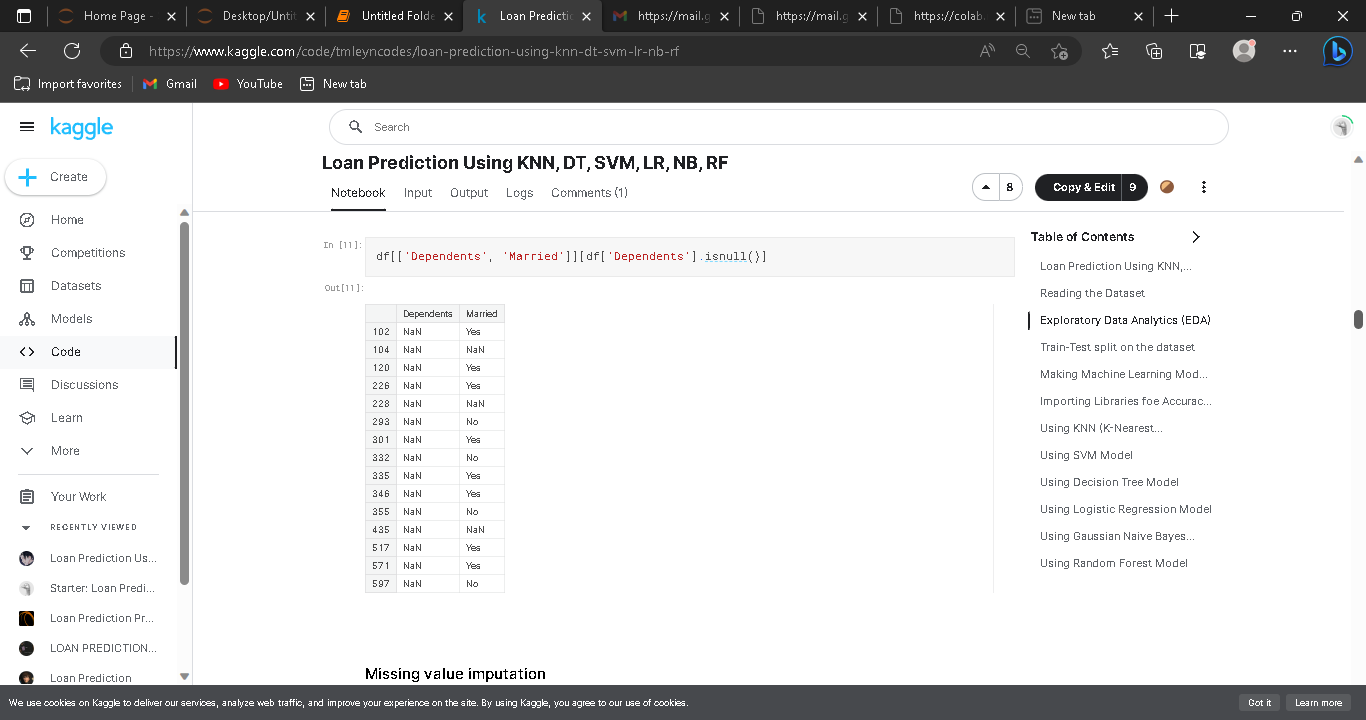 Home Page -
Desktop/Unti
Untitled Folde
Loan Predictic
https://mail.g
https://mail.g
https://colab.
New tab
https://www.kaggle.com/code/tmleyncodes/loan-prediction-using-knn-dt-svm-lr-nb-rf
Import favorites
Gmail
YouTube
New tab
kaggle
Search
Create
Home
Competitions
Datasets
Models
Code
Discussions
Learn
More
Your Work
RECENTLY VIEWED
Loan Prediction Us...
Starter: Loan Predi...
Loan Prediction Pr...
LOAN PREDICTION...
Loan Prediction
Loan Prediction Using KNN, DT, SVM, LR, NB, RF
Notebook Input Output Logs Comments (1)
8
Copy & Edit 9
In [11]:
df[['Dependents', 'Married']][df['Dependents'].isnull()]
Out[11]:
Dependents Married
102 NaN Yes
104 NaN NaN
120 NaN Yes
226 NaN Yes
228 NaN NaN
293 NaN No
301 NaN Yes
332 NaN No
335 NaN Yes
346 NaN Yes
355 NaN No
435 NaN NaN
517 NaN Yes
571 NaN Yes
597 NaN No
Missing value imputation
Table of Contents
Loan Prediction Using KNN,...
Reading the Dataset
Exploratory Data Analytics (EDA)
Train-Test split on the dataset
Making Machine Learning Mod...
Importing Libraries foe Accurac...
Using KNN (K-Nearest...
Using SVM Model
Using Decision Tree Model
Using Logistic Regression Model
Using Gaussian Naive Bayes...
Using Random Forest Model
We use cookies on Kaggle to deliver our services, analyze web traffic, and improve your experience on the site. By using Kaggle, you agree to our use of cookies.
Got it
Learn more